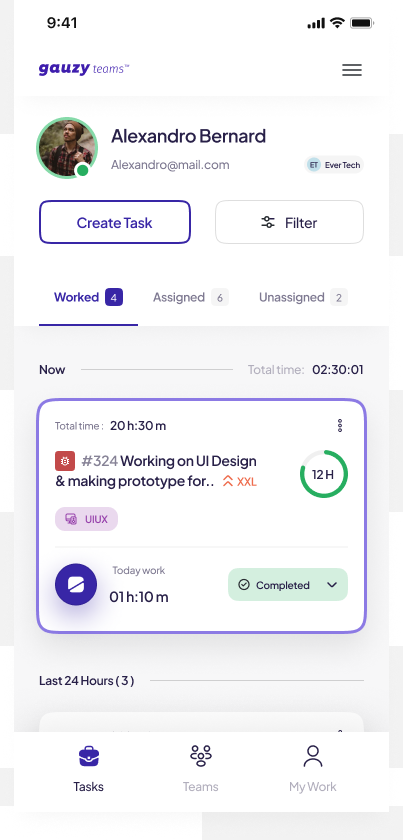 9:41
gauzy teams™
Alexandro Bernard
Alexandro@mail.com
ET Ever Tech
Create Task
Filter
Worked 4 Assigned 6 Unassigned 2
Now Total time: 02:30:01
Total time : 20 h:30 m
#324 Working on UI Design
& making prototype for.. XXL
12 H
UIUX
Today work
01 h:10 m
Completed
Last 24 Hours ( 3 )
Tasks Teams My Work